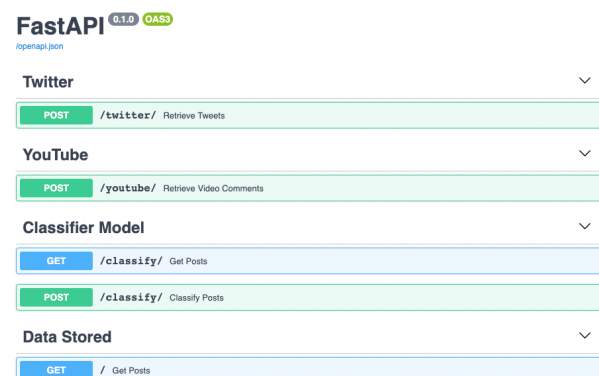 FastAPI 0.1.0 OAS3
/openapi.json
Twitter
POST /twitter/ Retrieve Tweets
YouTube
POST /youtube/ Retrieve Video Comments
Classifier Model
GET /classify/ Get Posts
POST /classify/ Classify Posts
Data Stored
GET / Get Posts